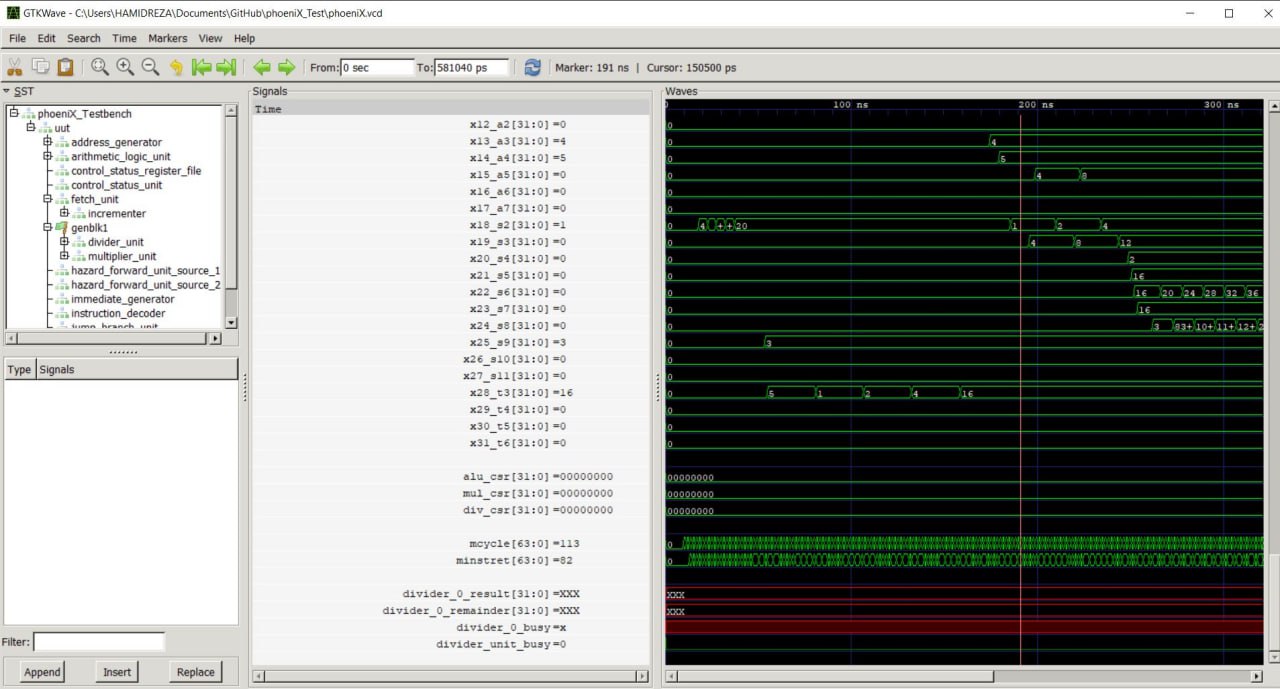 GTKWave - C:\Users\HAMIDREZA\Documents\GitHub\phoeniX_Test\phoeniX.vcd
File Edit Search Time Markers View Help
From: 0 sec To: 581040 ps Marker: 191 ns | Cursor: 150500 ps
SST
phoeniX_Testbench
uut
address_generator
arithmetic_logic_unit
control_status_register_file
control_status_unit
fetch_unit
incrementer
genblk1
divider_unit
multiplier_unit
hazard_forward_unit_source_1
hazard_forward_unit_source_2
immediate_generator
instruction_decoder
jump_branch_unit
Type Signals
Filter:
Append Insert Replace
Signals
Time
x12_a2[31:0] =0
x13_a3[31:0] =4
x14_a4[31:0] =5
x15_a5[31:0] =0
x16_a6[31:0] =0
x17_a7[31:0] =0
x18_s2[31:0] =1
x19_s3[31:0] =0
x20_s4[31:0] =0
x21_s5[31:0] =0
x22_s6[31:0] =0
x23_s7[31:0] =0
x24_s8[31:0] =0
x25_s9[31:0] =3
x26_s10[31:0] =0
x27_s11[31:0] =0
x28_t3[31:0] =16
x29_t4[31:0] =0
x30_t5[31:0] =0
x31_t6[31:0] =0
alu_csr[31:0] =00000000
mul_csr[31:0] =00000000
div_csr[31:0] =00000000
mcycle[63:0] =113
minstret[63:0] =82
divider_0_result[31:0] =XXX
divider_0_remainder[31:0] =XXX
divider_0_busy =x
divider_unit_busy =0
Waves
0 100 ns 200 ns 300 ns
0
0 4
0 5
0 4 8
0
0
0 4 + + 20 1 2 4
0 4 8 12
0 2
0 16
0 16 20 24 28 32 36
0 16
0 3 83+ 10+ 11+ 12+ 2
0 3
0
0
0 5 1 2 4 16
0
0
0
00000000
00000000
00000000
0
0
XXX
XXX